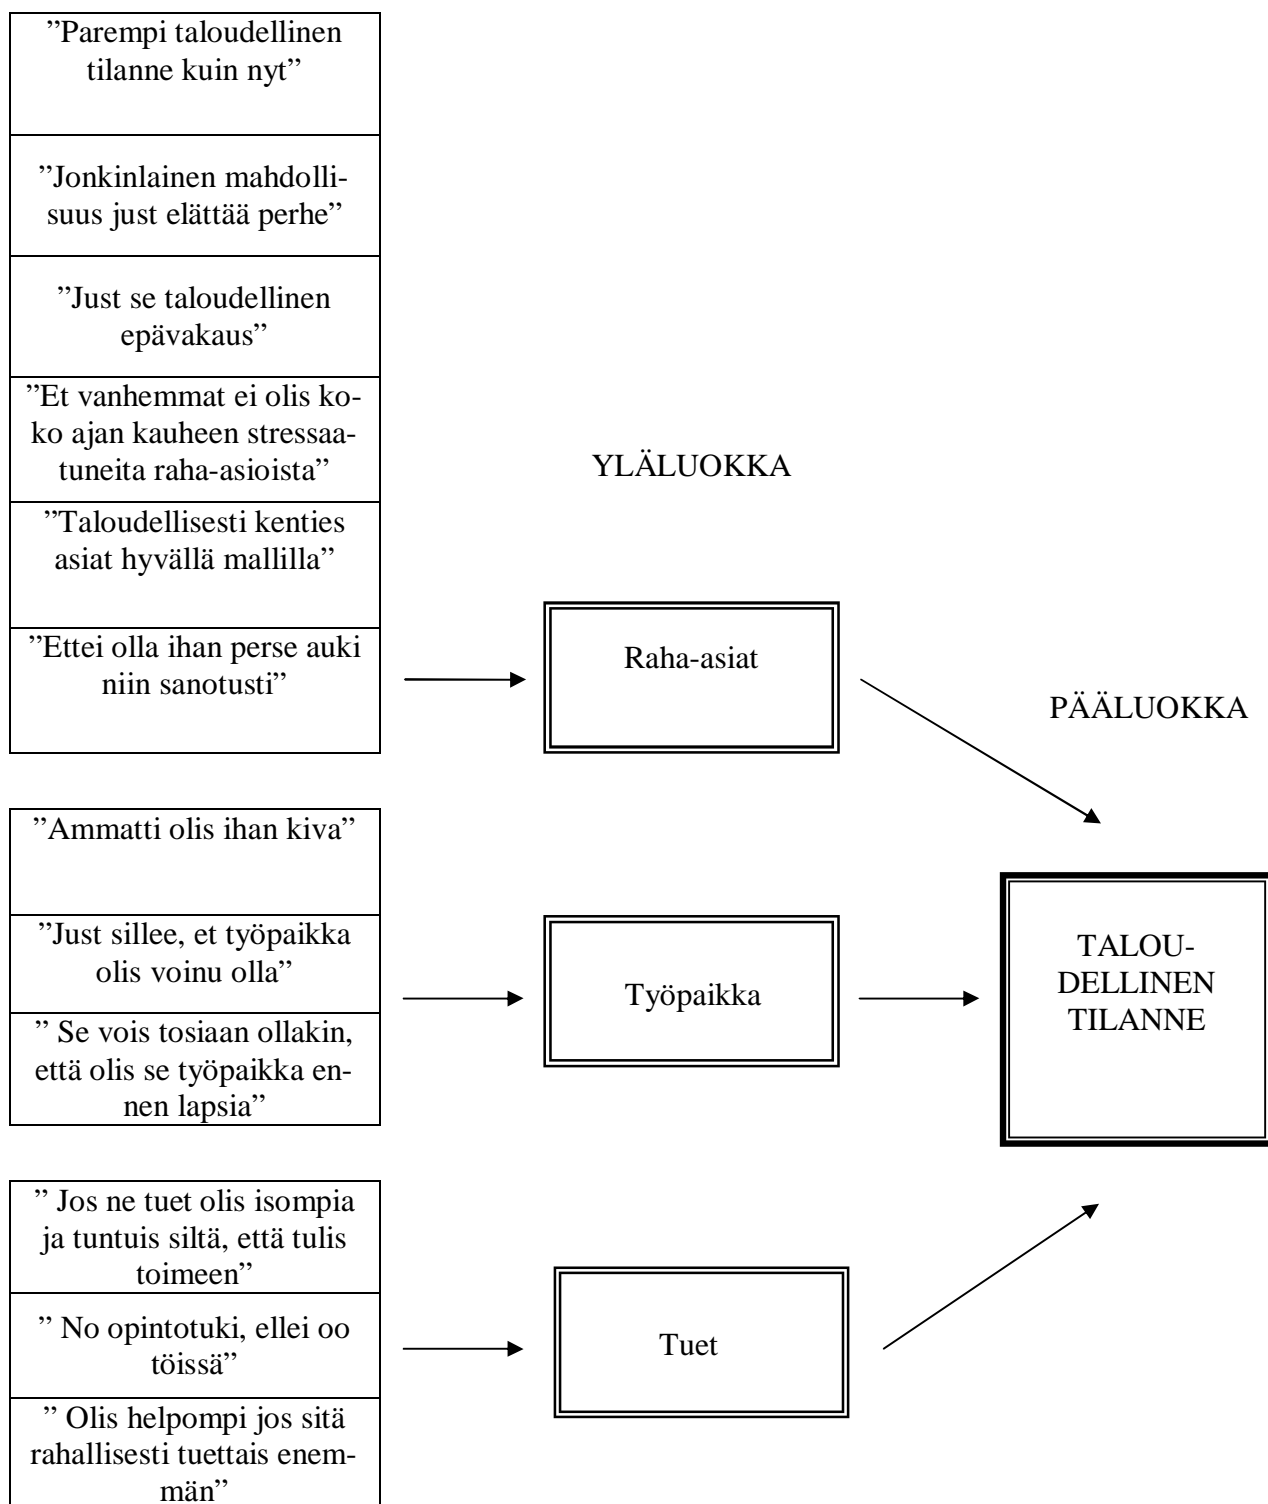 ”Parempi taloudellinen
tilanne kuin nyt”
”Jonkinlainen mahdolli-
suus just elättää perhe”
”Just se taloudellinen
epävakaus”
”Et vanhemmat ei olis ko-
ko ajan kauheen stressaa-
tuneita raha-asioista”
”Taloudellisesti kenties
asiat hyvällä mallilla”
”Ettei olla ihan perse auki
niin sanotusti”
YLÄLUOKKA
Raha-asiat
PÄÄLUOKKA
”Ammatti olis ihan kiva”
”Just sillee, et työpaikka
olis voinu olla”
” Se vois tosiaan ollakin,
että olis se työpaikka en-
nen lapsia”
Työpaikka
TALOU-
DELLINEN
TILANNE
” Jos ne tuet olis isompia
ja tuntuis siltä, että tulis
toimeen”
” No opintotuki, ellei oo
töissä”
” Olis helpompi jos sitä
rahallisesti tuettais enem-
män”
Tuet